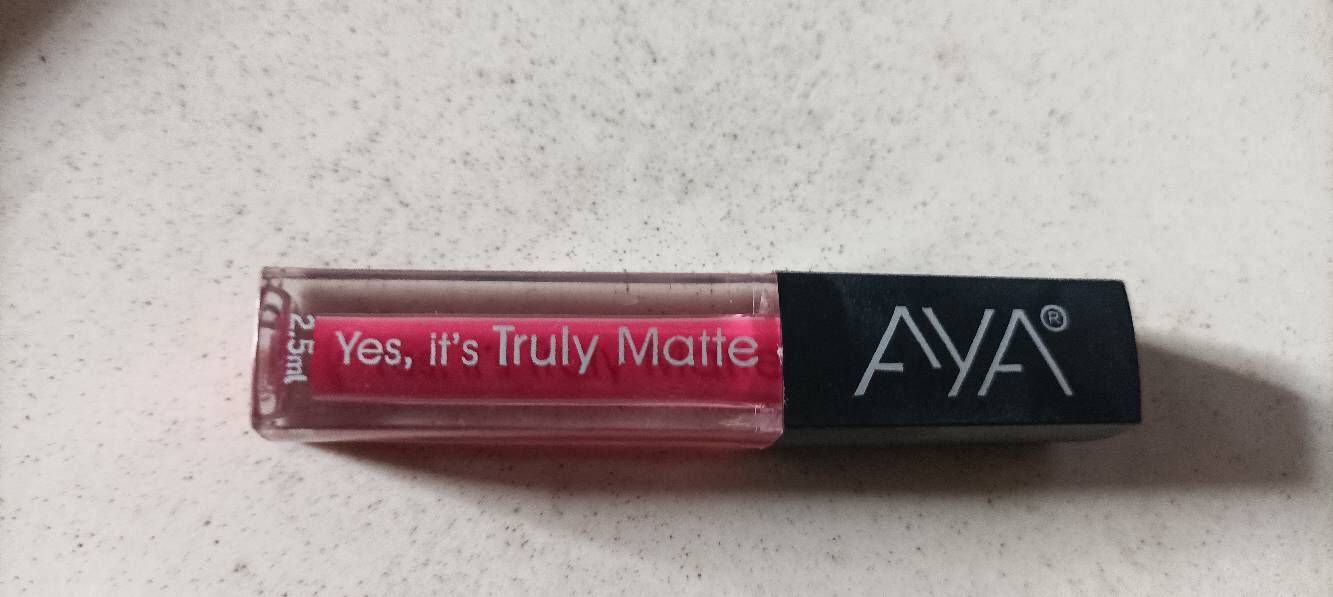 2.5ml
Yes, it's Truly Matte
AYA®